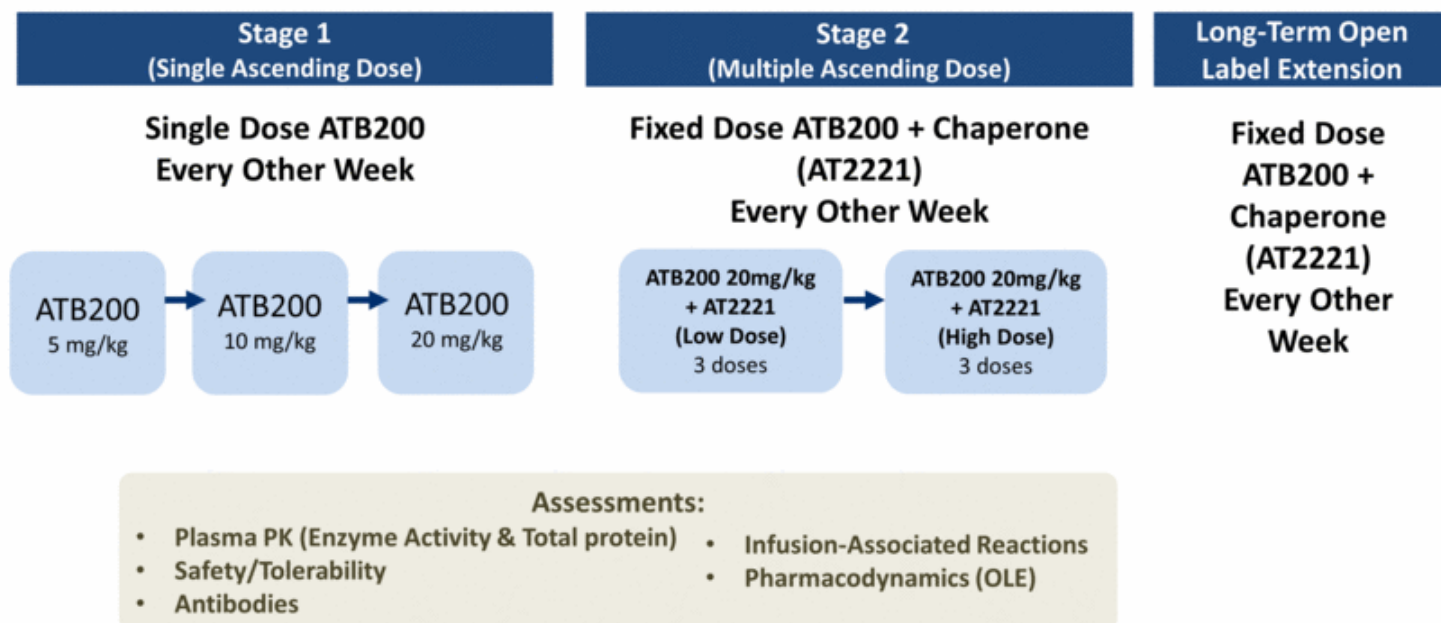 Stage 1
(Single Ascending Dose)
Single Dose ATB200
Every Other Week
ATB200
5 mg/kg
ATB200
10 mg/kg
ATB200
20 mg/kg
Stage 2
(Multiple Ascending Dose)
Fixed Dose ATB200 + Chaperone
(AT2221)
Every Other Week
ATB200 20mg/kg
+ AT2221
(Low Dose)
3 doses
ATB200 20mg/kg
+ AT2221
(High Dose)
3 doses
Long-Term Open
Label Extension
Fixed Dose
ATB200 +
Chaperone
(AT2221)
Every Other
Week
Assessments:
• Plasma PK (Enzyme Activity & Total protein)
• Safety/Tolerability
• Antibodies
• Infusion-Associated Reactions
• Pharmacodynamics (OLE)